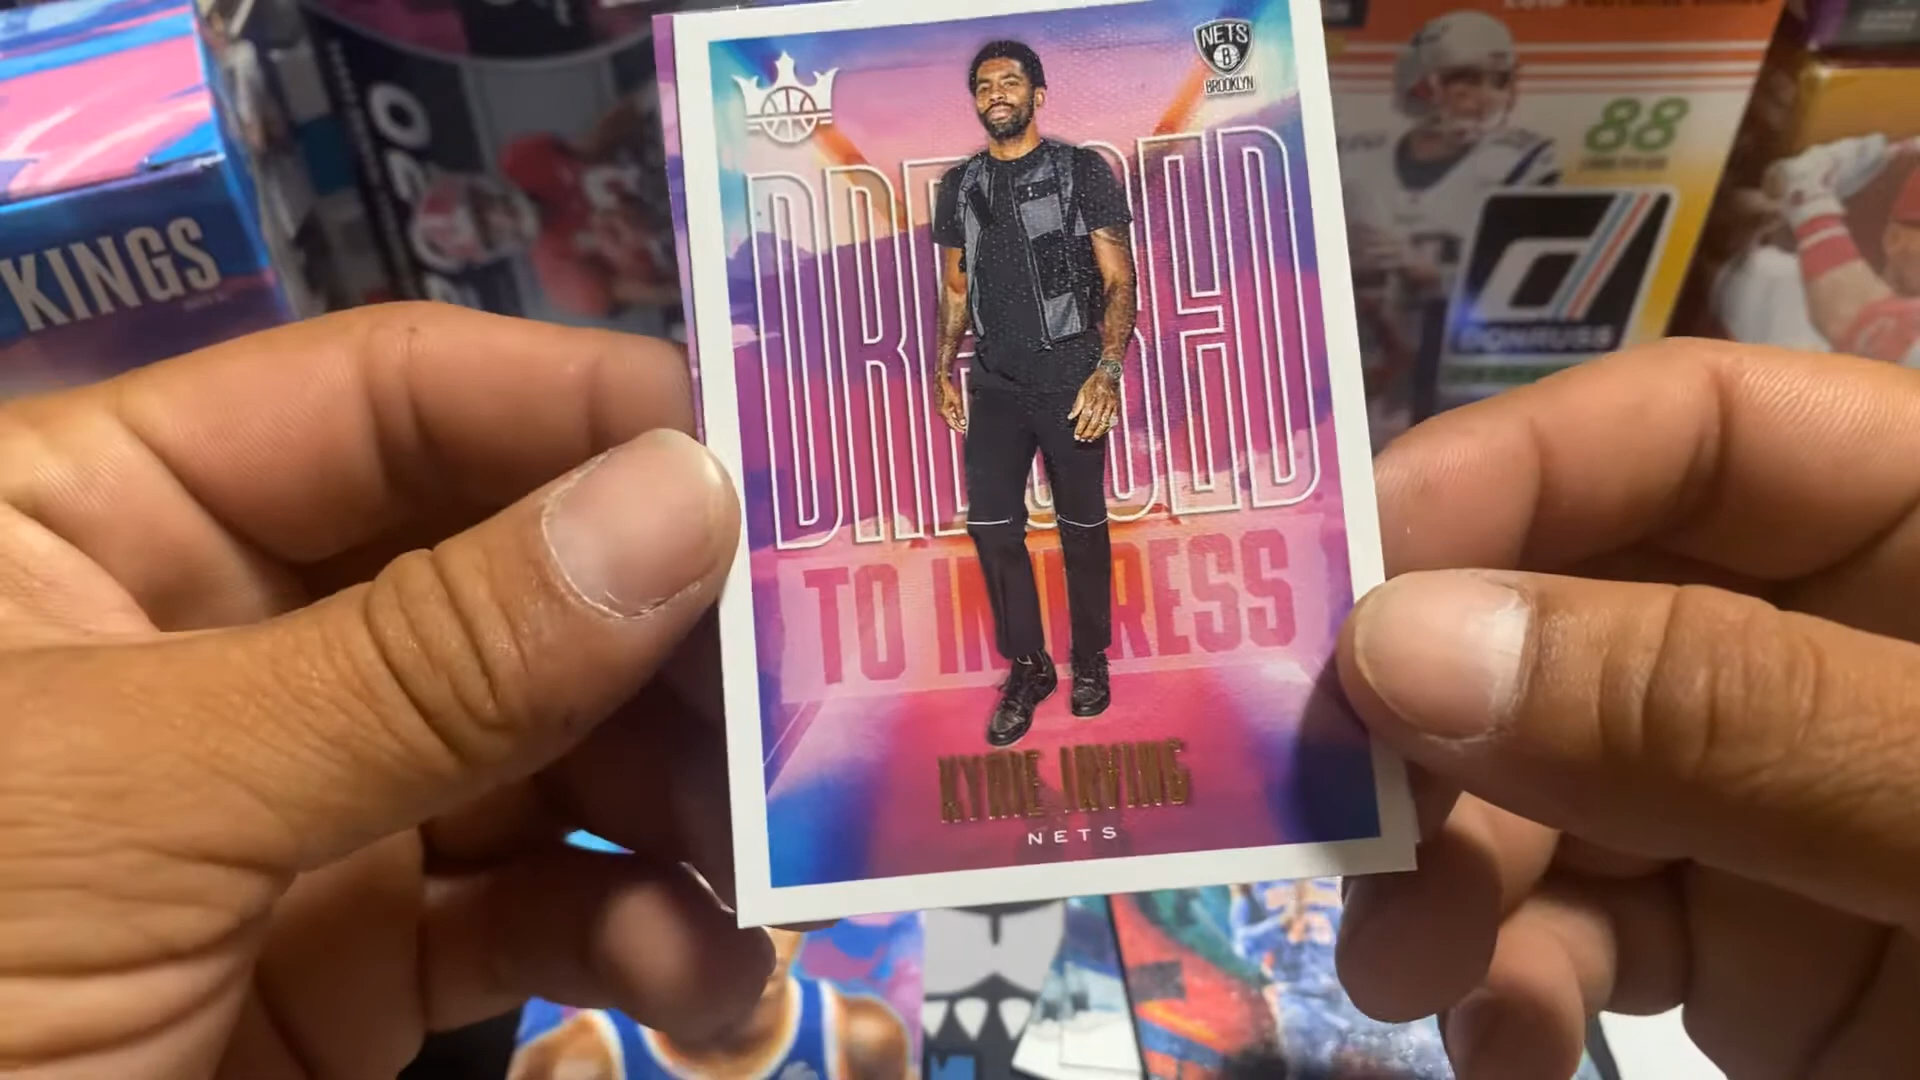 NETS
B
BROOKLYN
DRESSED
TO IMPRESS
KYRIE IRVING
NETS
KINGS
88
DONRUSS